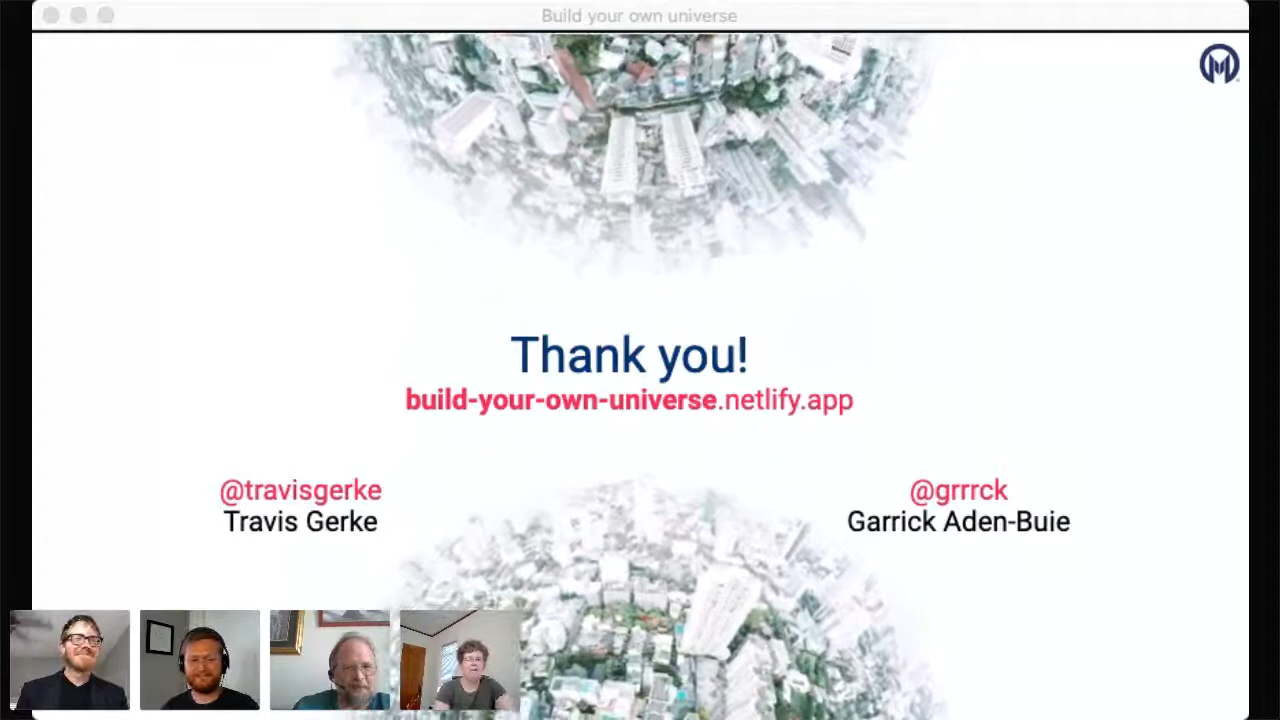 Build your own universe
Thank you!
build-your-own-universe.netlify.app
@travisgerke
Travis Gerke
@grrrck
Garrick Aden-Buie